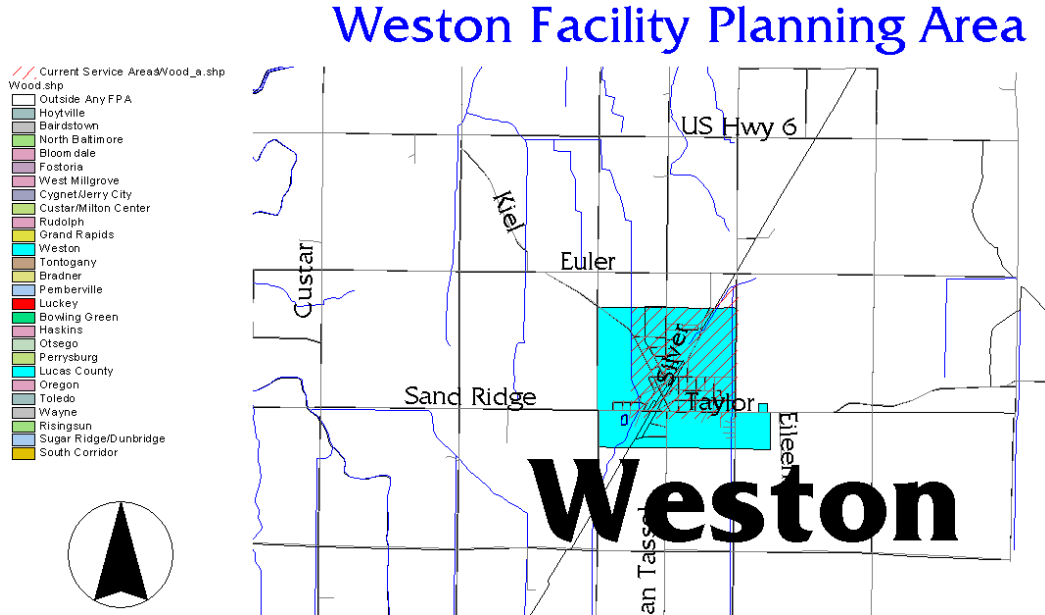 Weston Facility Planning Area
Current Service Areas Wood_a.shp
Wood.shp
Outside Any FPA
Hoytville
Bairdstown
North Baltimore
Bloomdale
Fostoria
West Millgrove
Cygnet/Jerry City
Custar/Milton Center
Rudolph
Grand Rapids
Weston
Tontogany
Bradner
Pemberville
Luckey
Bowling Green
Haskins
Otsego
Perrysburg
Lucas County
Oregon
Toledo
Wayne
Risingsun
Sugar Ridge/Dunbridge
South Corridor
US Hwy 6
Kiel
Euler
Custar
Silver
Sand Ridge
Taylor
Eileen
Weston